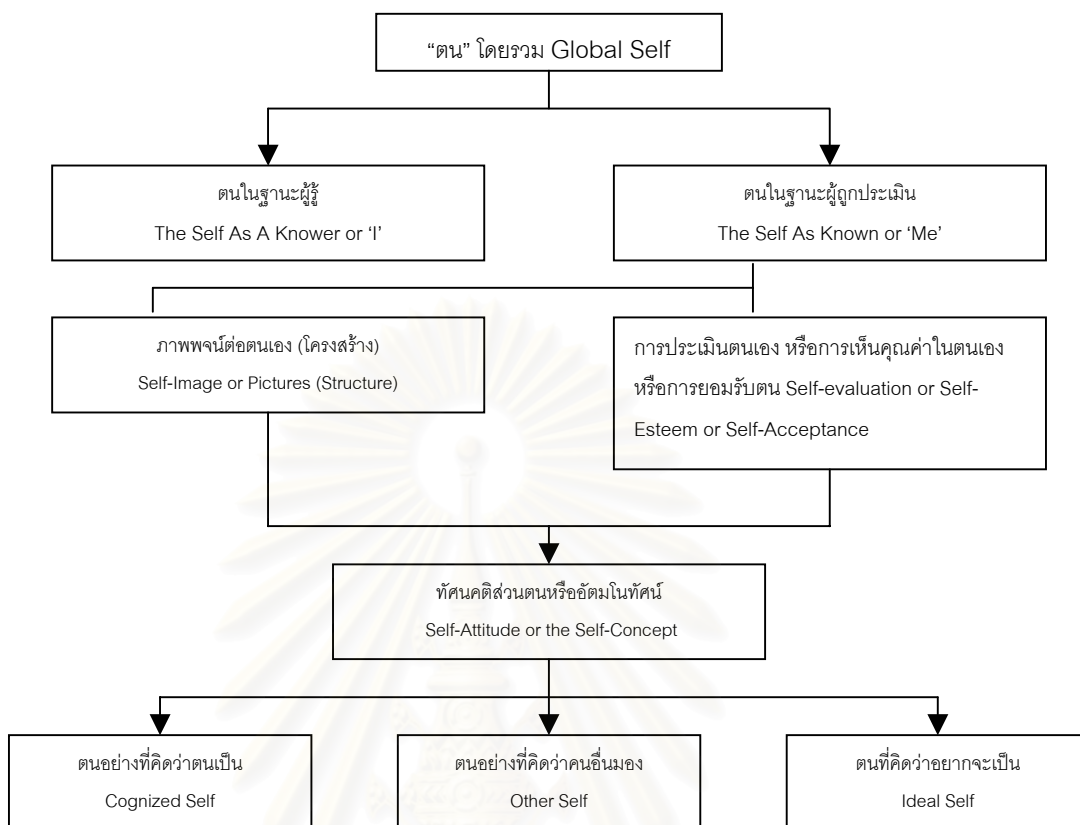 “ตน” โดยรวม Global Self
ตนในฐานะผู้รู้
The Self As A Knower or ‘I’
ตนในฐานะผู้ถูกประเมิน
The Self As Known or ‘Me’
ภาพพจน์ต่อตนเอง (โครงสร้าง)
Self-Image or Pictures (Structure)
การประเมินตนเอง หรือการเห็นคุณค่าในตนเอง
หรือการยอมรับตน Self-evaluation or Self-
Esteem or Self-Acceptance
ทัศนคติส่วนตนหรืออัตมโนทัศน์
Self-Attitude or the Self-Concept
ตนอย่างที่คิดว่าตนเป็น
Cognized Self
ตนอย่างที่คิดว่าคนอื่นมอง
Other Self
ตนที่คิดว่าอยากจะเป็น
Ideal Self